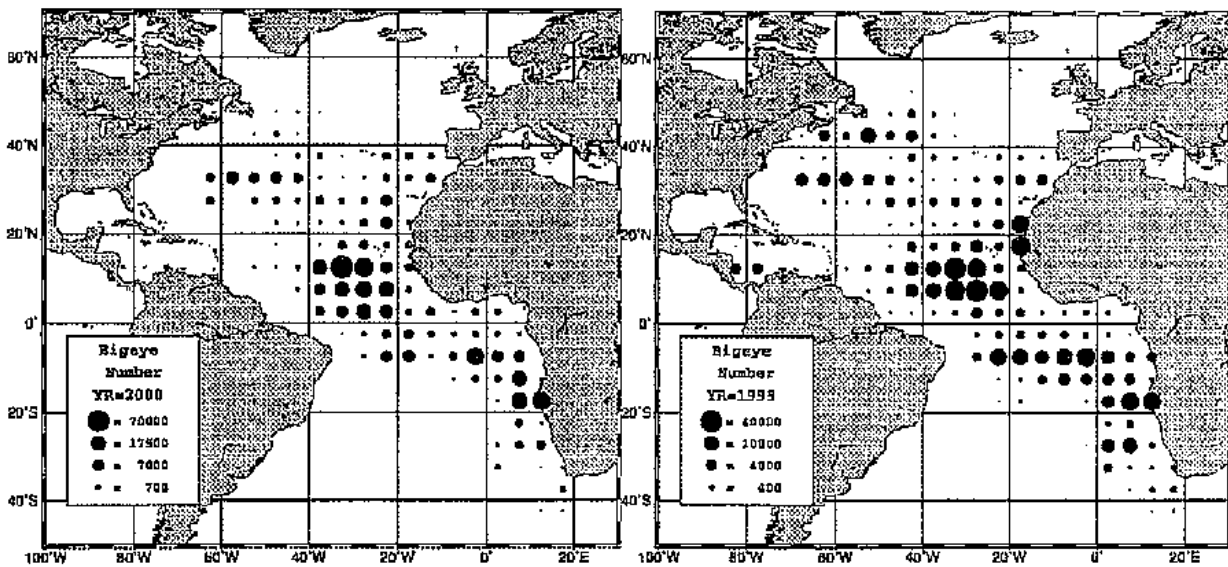 60°N
40°N
20°N
0°
20°S
40°S
100°W
80°W
60°W
40°W
20°W
0°
20°E
Bigeye
Number
YR=2000
= 70000
= 17500
= 7000
= 700
60°N
40°N
20°N
0°
20°S
40°S
100°W
80°W
60°W
40°W
20°W
0°
20°E
Bigeye
Number
YR=1999
= 40000
= 10000
= 4000
= 400